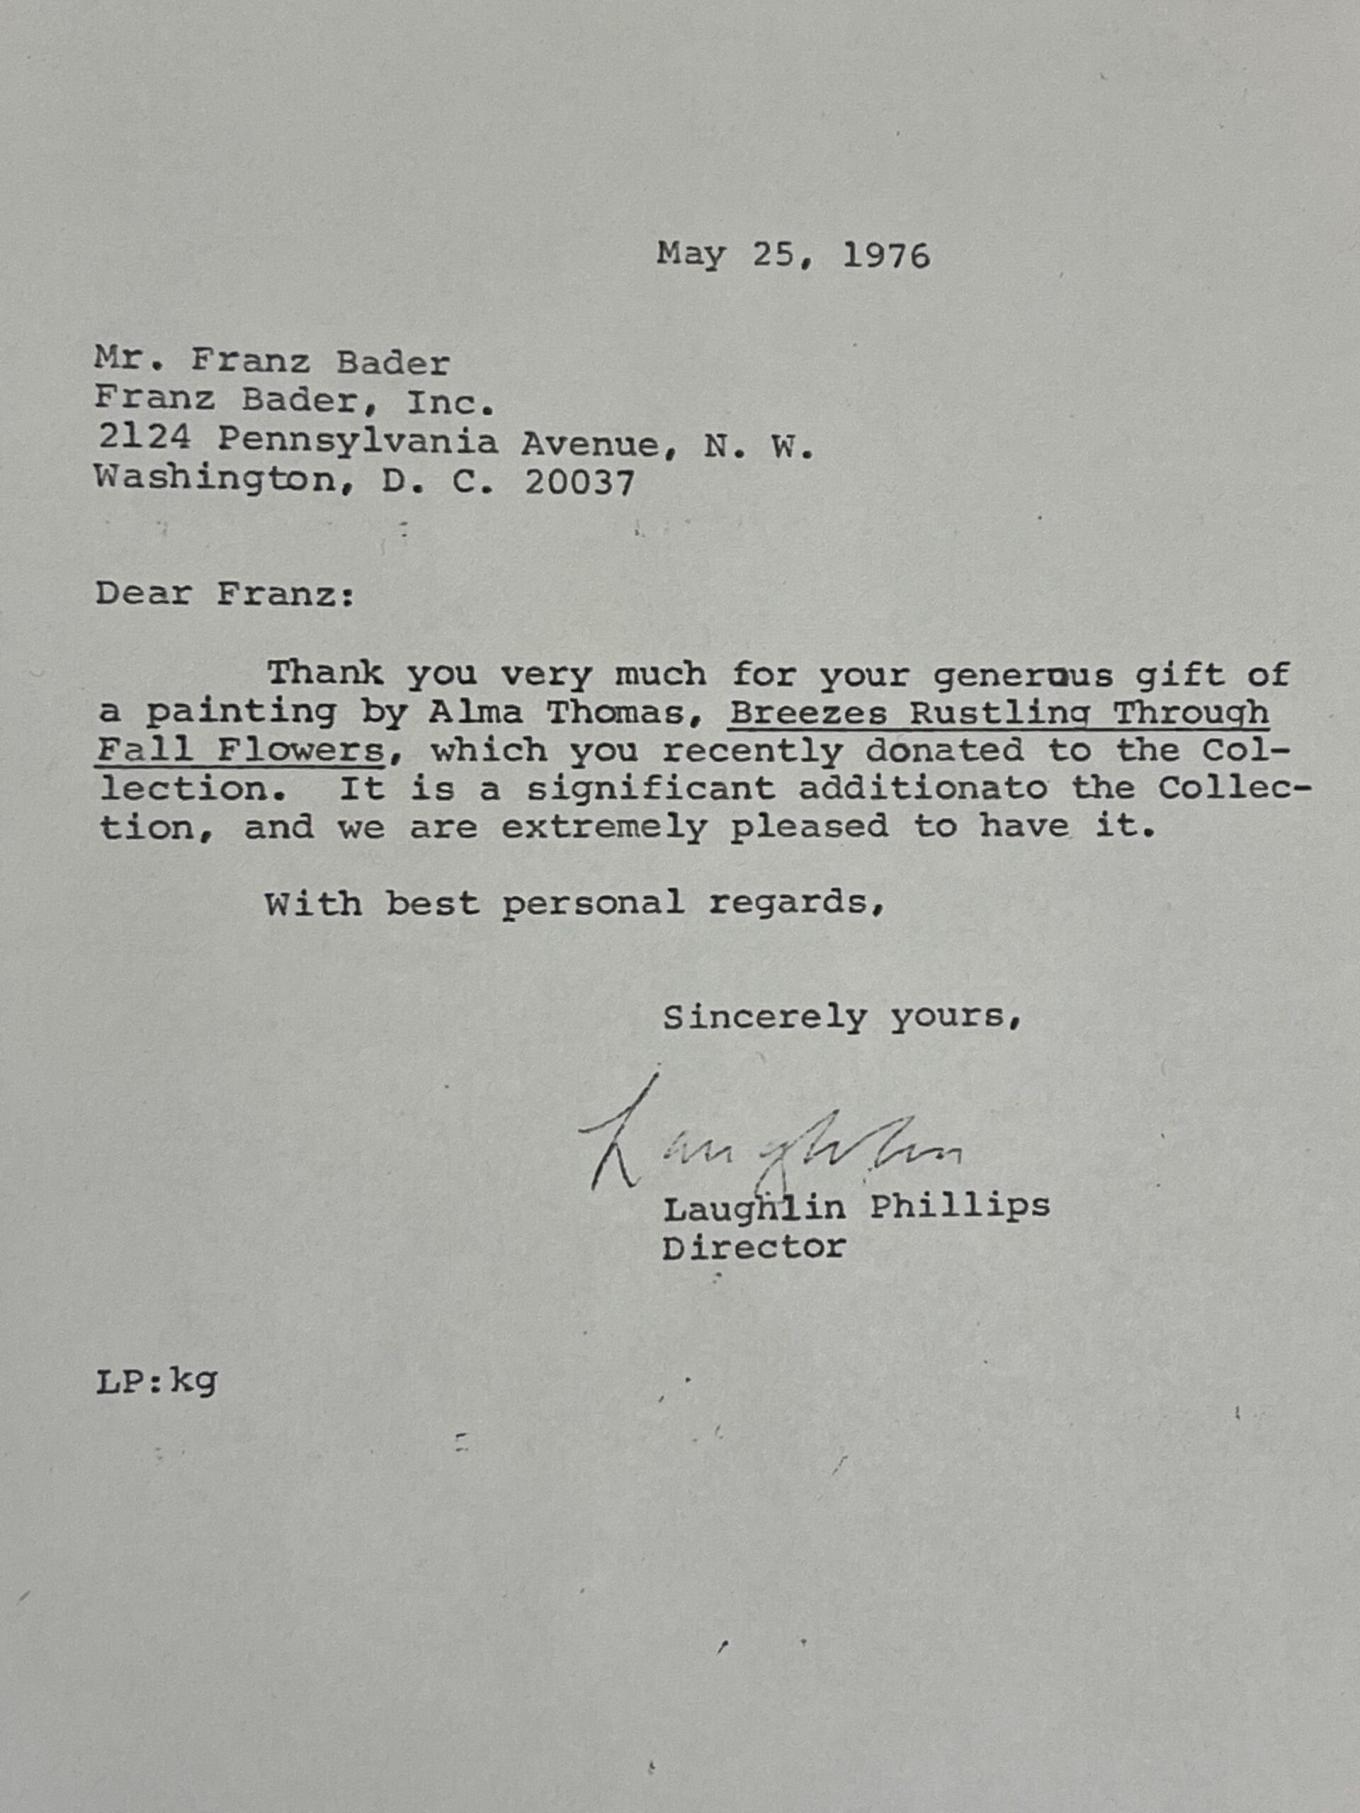 May 25, 1976
Mr. Franz Bader
Franz Bader, Inc.
2124 Pennsylvania Avenue, N. W.
Washington, D. C. 20037
Dear Franz:
Thank you very much for your generous gift of
a painting by Alma Thomas, Breezes Rustling Through
Fall Flowers, which you recently donated to the Col-
lection. It is a significant additionato the Collec-
tion, and we are extremely pleased to have it.
With best personal regards,
Sincerely yours,
Laughlin
Laughlin Phillips
Director
LP:kg